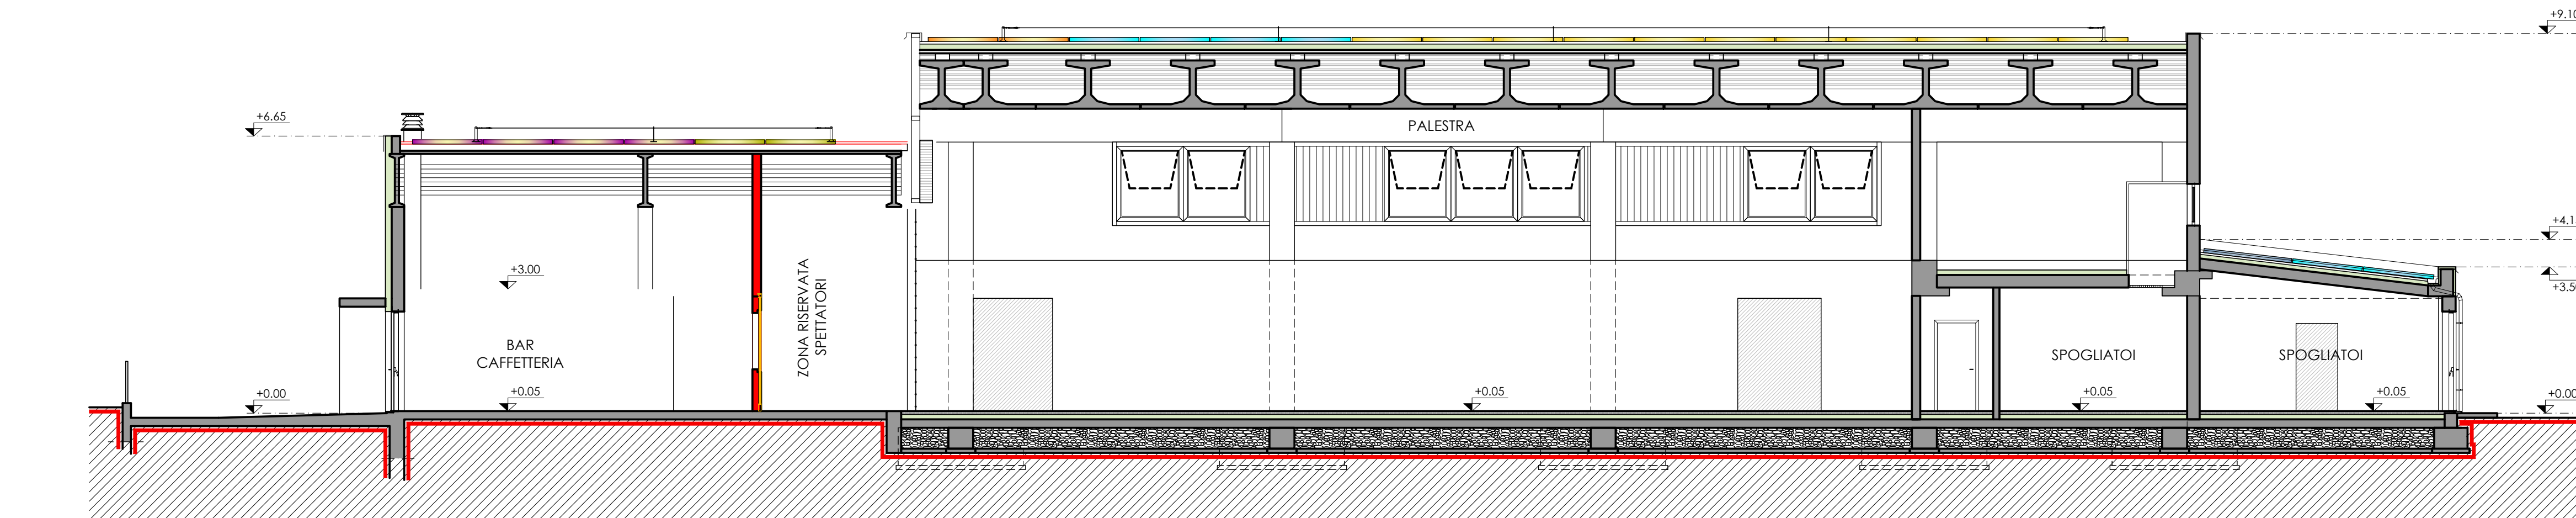 +9.10
+6.65
PALESTRA
+4.1
+3.00
+3.5
ZONA RISERVATA
SPETTATORI
BAR
CAFFETTERIA
SPOGLIATOI
SPOGLIATOI
+0.00
+0.05
+0.05
+0.05
+0.05
+0.00